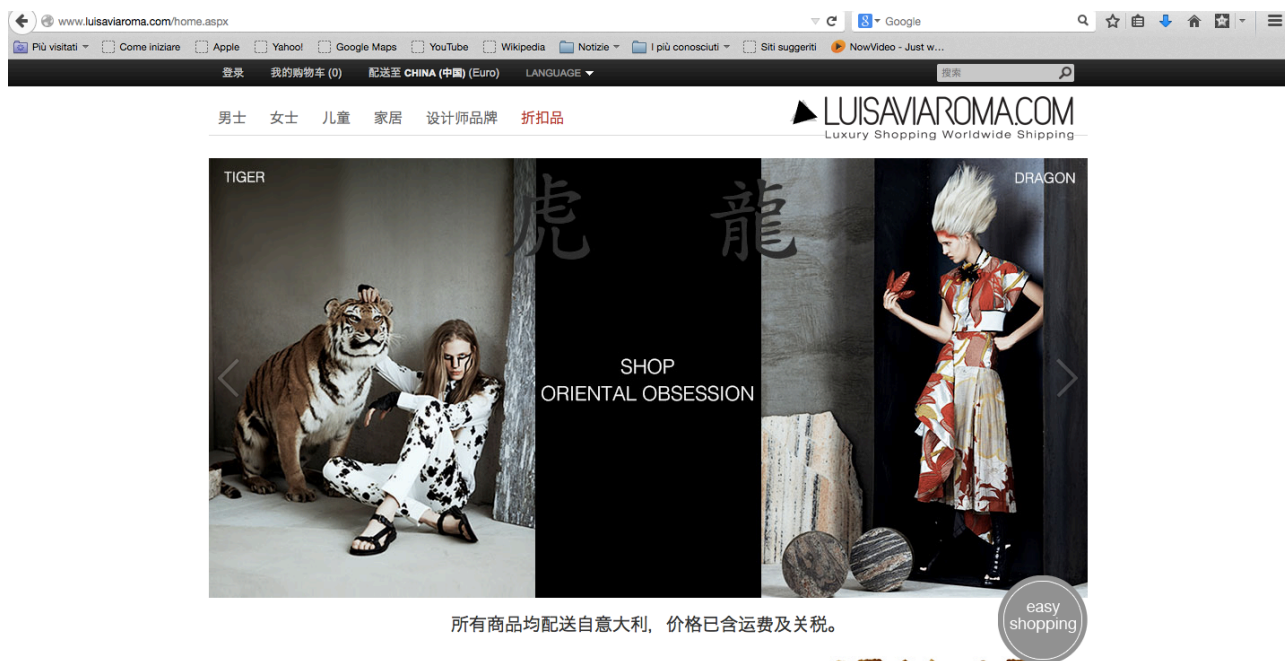 www.luisaviaroma.com/home.aspx
Google
Più visitati Come iniziare Apple Yahoo! Google Maps YouTube Wikipedia Notizie I più conosciuti Siti suggeriti NowVideo - Just w...
登录 我的购物车 (0) 配送至 CHINA (中国) (Euro) LANGUAGE 搜索
男士 女士 儿童 家居 设计师品牌 折扣品
LUISAVIAROMA.COM
Luxury Shopping Worldwide Shipping
TIGER
虎 龍
DRAGON
SHOP
ORIENTAL OBSESSION
easy
shopping
所有商品均配送自意大利, 价格已含运费及关税。